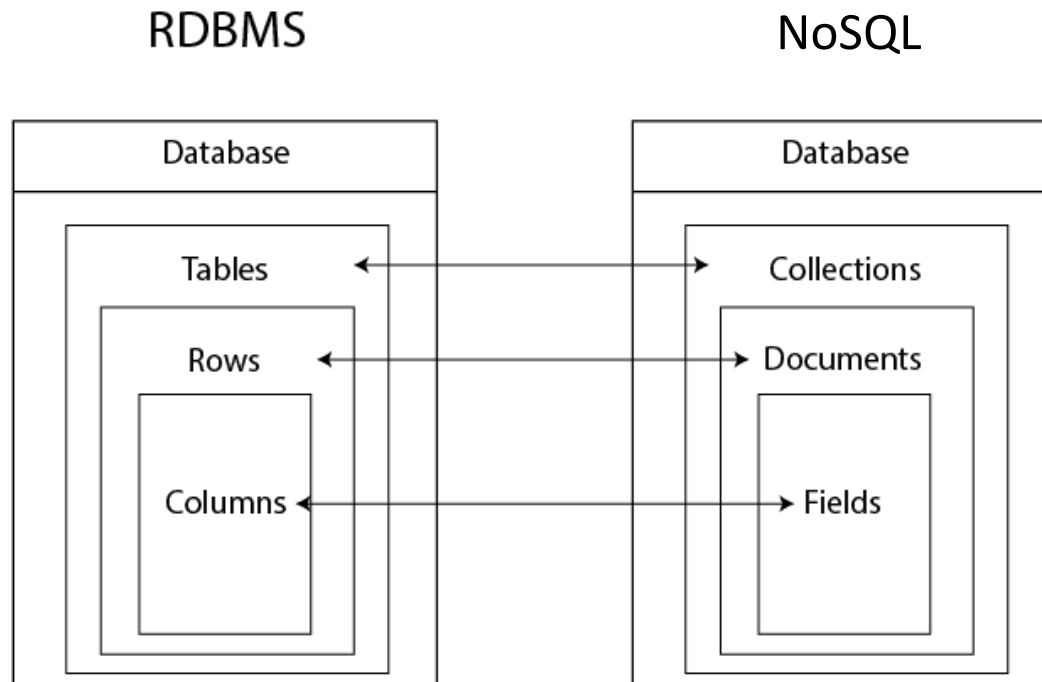 RDBMS
NoSQL
Database
Database
Tables
Collections
Rows
Documents
Columns
Fields